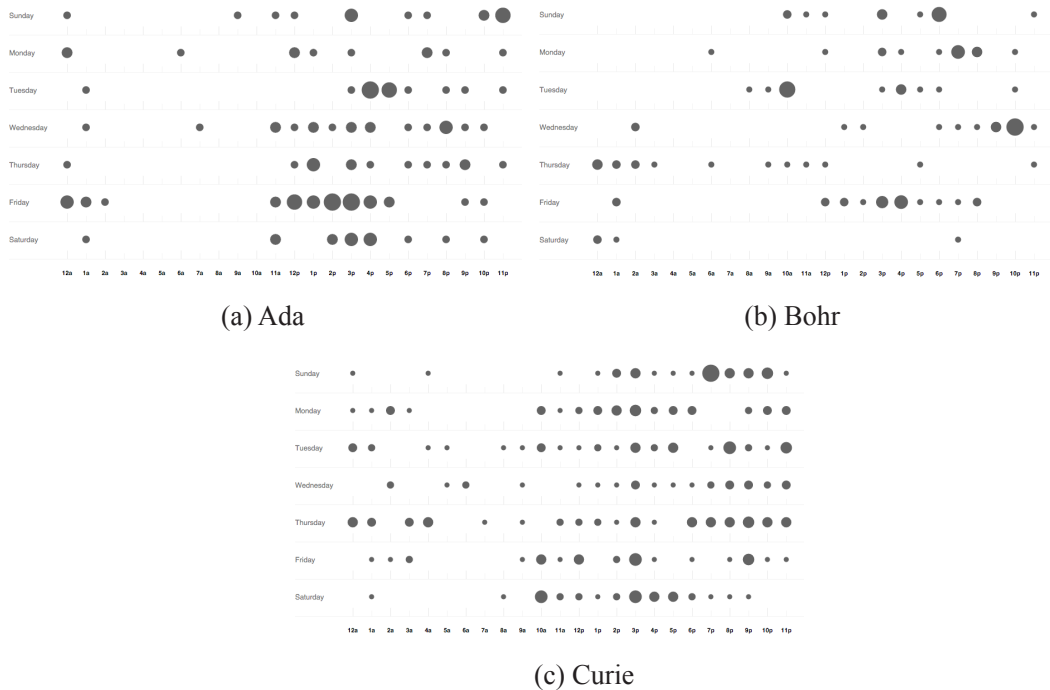 Sunday
Monday
Tuesday
Wednesday
Thursday
Friday
Saturday
12a 1a 2a 3a 4a 5a 6a 7a 8a 9a 10a 11a 12p 1p 2p 3p 4p 5p 6p 7p 8p 9p 10p 11p
(a) Ada
Sunday
Monday
Tuesday
Wednesday
Thursday
Friday
Saturday
12a 1a 2a 3a 4a 5a 6a 7a 8a 9a 10a 11a 12p 1p 2p 3p 4p 5p 6p 7p 8p 9p 10p 11p
(b) Bohr
Sunday
Monday
Tuesday
Wednesday
Thursday
Friday
Saturday
12a 1a 2a 3a 4a 5a 6a 7a 8a 9a 10a 11a 12p 1p 2p 3p 4p 5p 6p 7p 8p 9p 10p 11p
(c) Curie